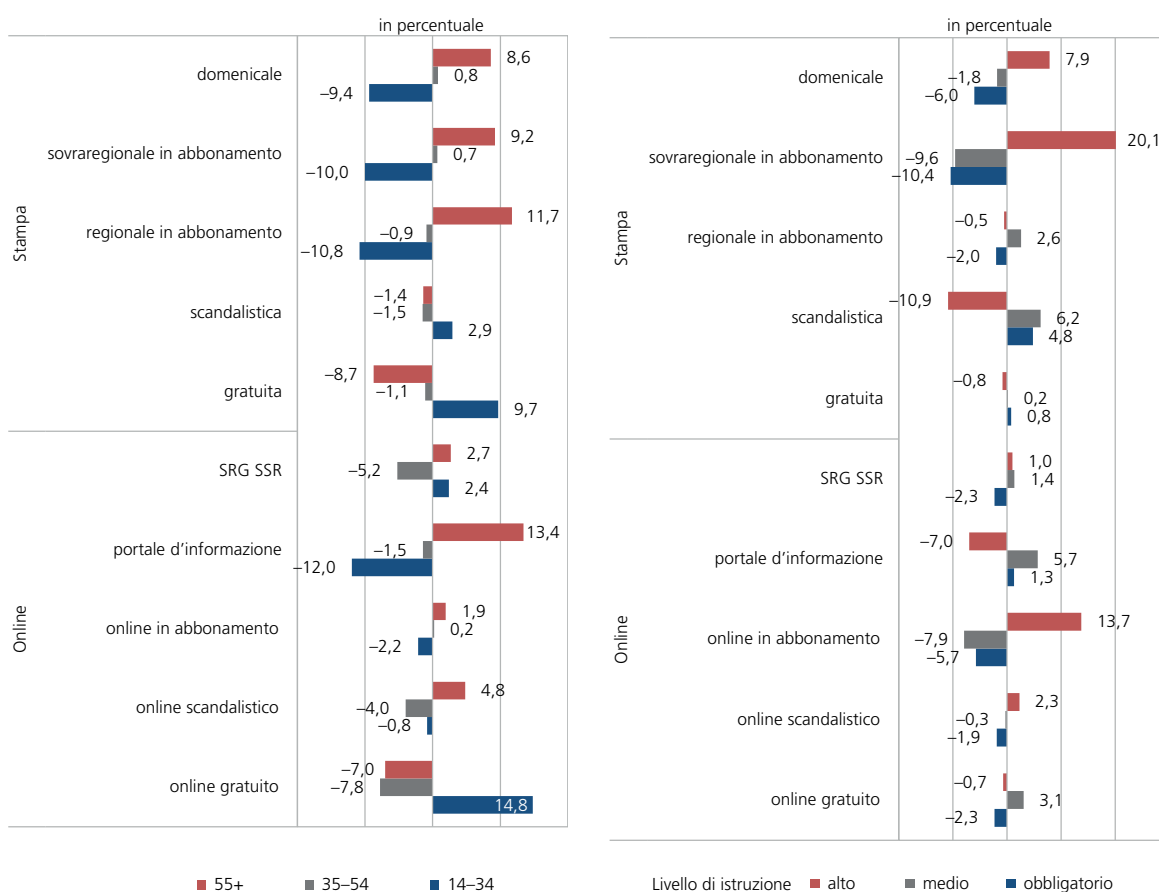 in percentuale
Stampa
domenicale
8,6
0,8
–9,4
sovraregionale in abbonamento
9,2
0,7
–10,0
regionale in abbonamento
11,7
–0,9
–10,8
scandalistica
–1,4
–1,5
2,9
gratuita
–8,7
–1,1
9,7
Online
SRG SSR
2,7
–5,2
2,4
portale d’informazione
13,4
–1,5
–12,0
online in abbonamento
1,9
0,2
–2,2
online scandalistico
4,8
–4,0
–0,8
online gratuito
–7,0
–7,8
14,8
55+ 35–54 14–34
in percentuale
Stampa
domenicale
7,9
–1,8
–6,0
sovraregionale in abbonamento
20,1
–9,6
–10,4
regionale in abbonamento
–0,5
2,6
–2,0
scandalistica
–10,9
6,2
4,8
gratuita
–0,8
0,2
0,8
Online
SRG SSR
1,0
1,4
–2,3
portale d’informazione
–7,0
5,7
1,3
online in abbonamento
13,7
–7,9
–5,7
online scandalistico
2,3
–0,3
–1,9
online gratuito
–0,7
3,1
–2,3
Livello di istruzione alto medio obbligatorio